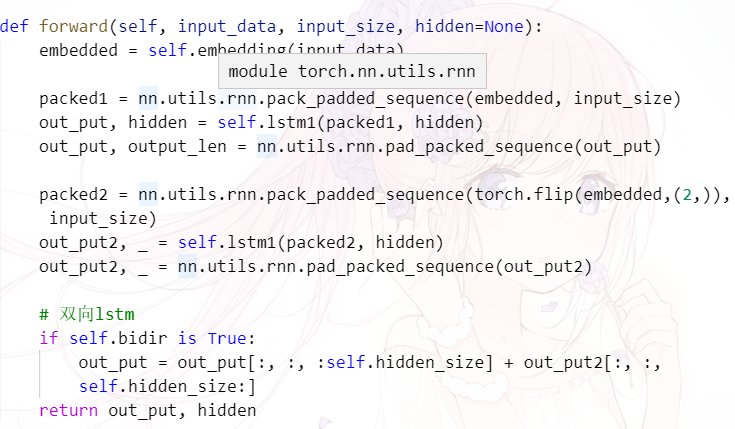 def forward(self, input_data, input_size, hidden=None):
embedded = self.embedding(input_data)
module torch.nn.utils.rnn
packed1 = nn.utils.rnn.pack_padded_sequence(embedded, input_size)
out_put, hidden = self.lstm1(packed1, hidden)
out_put, output_len = nn.utils.rnn.pad_packed_sequence(out_put)
packed2 = nn.utils.rnn.pack_padded_sequence(torch.flip(embedded,(2,)),
input_size)
out_put2, _ = self.lstm1(packed2, hidden)
out_put2, _ = nn.utils.rnn.pad_packed_sequence(out_put2)
# 双向lstm
if self.bidir is True:
out_put = out_put[:, :, :self.hidden_size] + out_put2[:, :,
self.hidden_size:]
return out_put, hidden